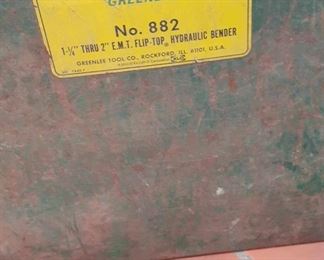 GREENLEE
No. 882
1-¼" THRU 2" E.M.T. FLIP-TOP® HYDRAULIC BENDER
GREENLEE TOOL CO., ROCKFORD, ILL. 61101, U.S.A.